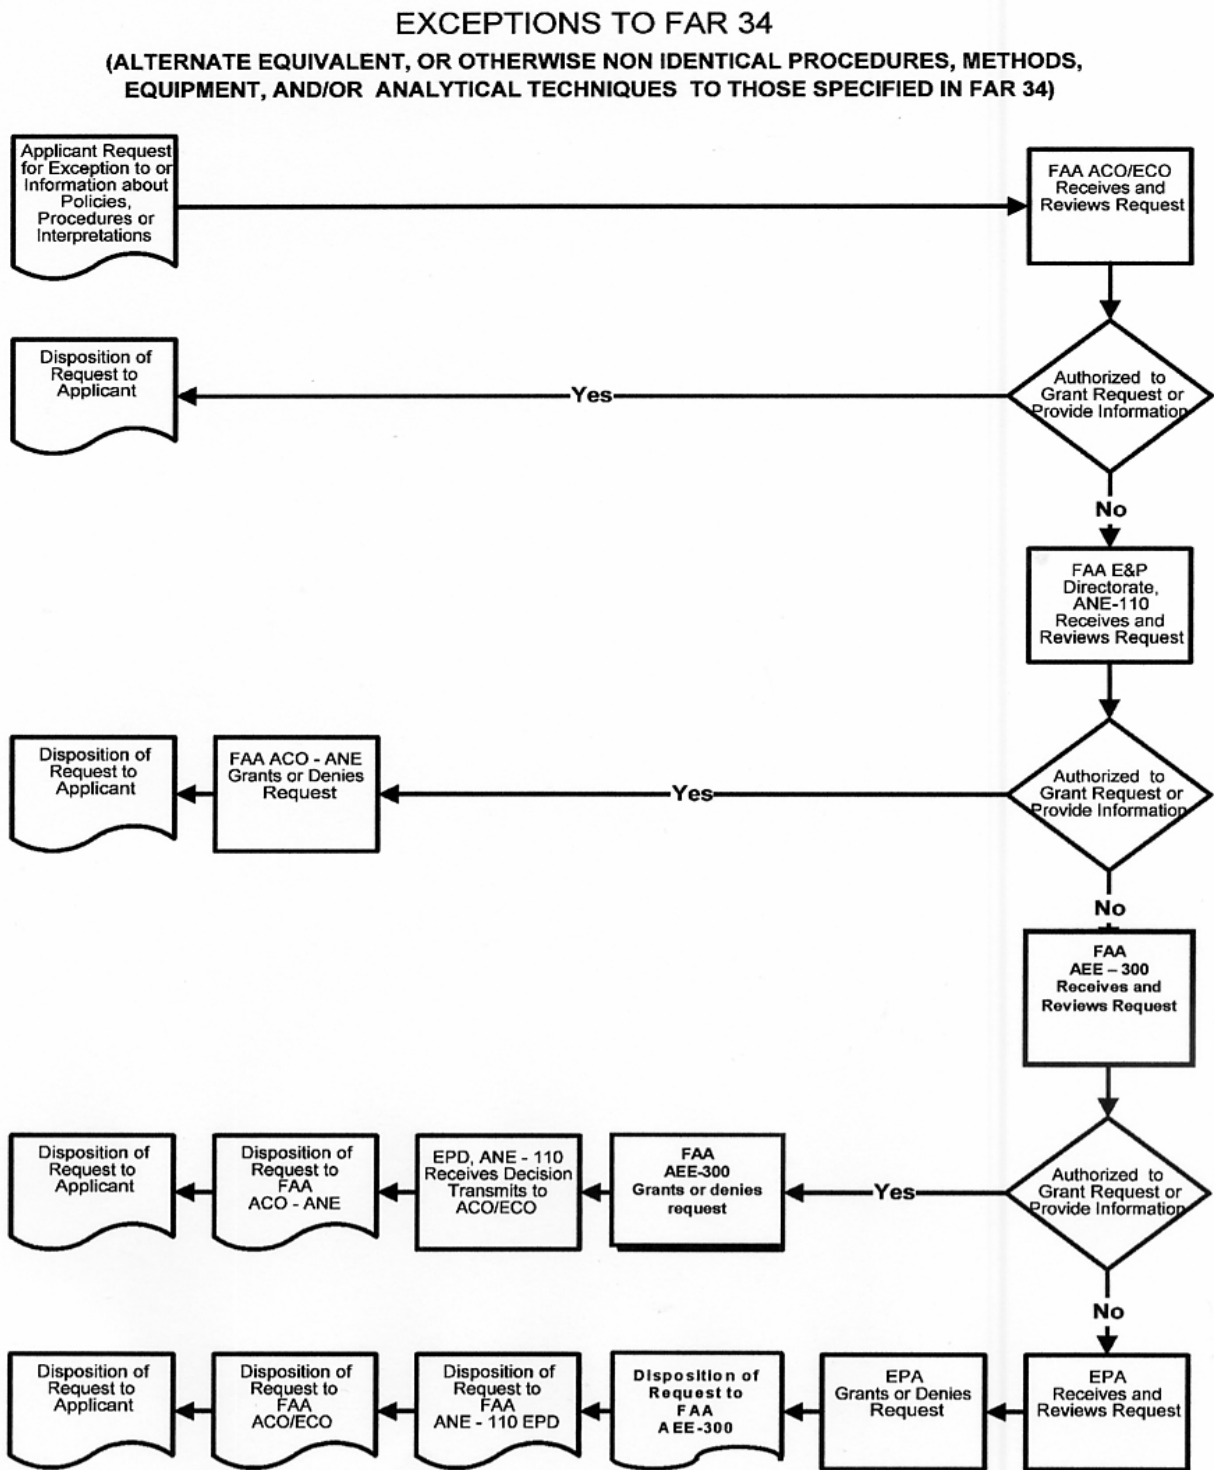 EXCEPTIONS TO FAR 34
(ALTERNATE EQUIVALENT, OR OTHERWISE NON IDENTICAL PROCEDURES, METHODS,
EQUIPMENT, AND/OR ANALYTICAL TECHNIQUES TO THOSE SPECIFIED IN FAR 34)
Applicant Request
for Exception to or
Information about
Policies,
Procedures or
Interpretations
FAA ACO/ECO
Receives and
Reviews Request
Disposition of
Request to
Applicant
Yes
Authorized to
Grant Request or
Provide Information
No
FAA E&P
Directorate,
ANE-110
Receives and
Reviews Request
Disposition of
Request to
Applicant
FAA ACO - ANE
Grants or Denies
Request
Yes
Authorized to
Grant Request or
Provide Information
No
FAA
AEE – 300
Receives and
Reviews Request
Disposition of
Request to
Applicant
Disposition of
Request to
FAA
ACO - ANE
EPD, ANE - 110
Receives Decision
Transmits to
ACO/ECO
FAA
AEE-300
Grants or denies
request
Yes
Authorized to
Grant Request or
Provide Information
No
Disposition of
Request to
Applicant
Disposition of
Request to
FAA
ACO/ECO
Disposition of
Request to
FAA
ANE - 110 EPD
Disposition of
Request to
FAA
AEE-300
EPA
Grants or Denies
Request
EPA
Receives and
Reviews Request